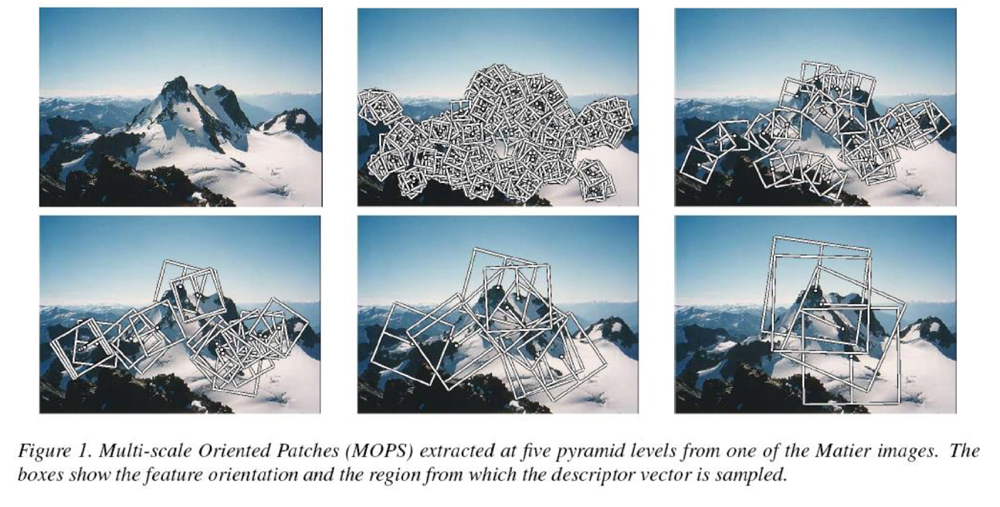 Figure 1. Multi-scale Oriented Patches (MOPS) extracted at five pyramid levels from one of the Matier images. The
boxes show the feature orientation and the region from which the descriptor vector is sampled.